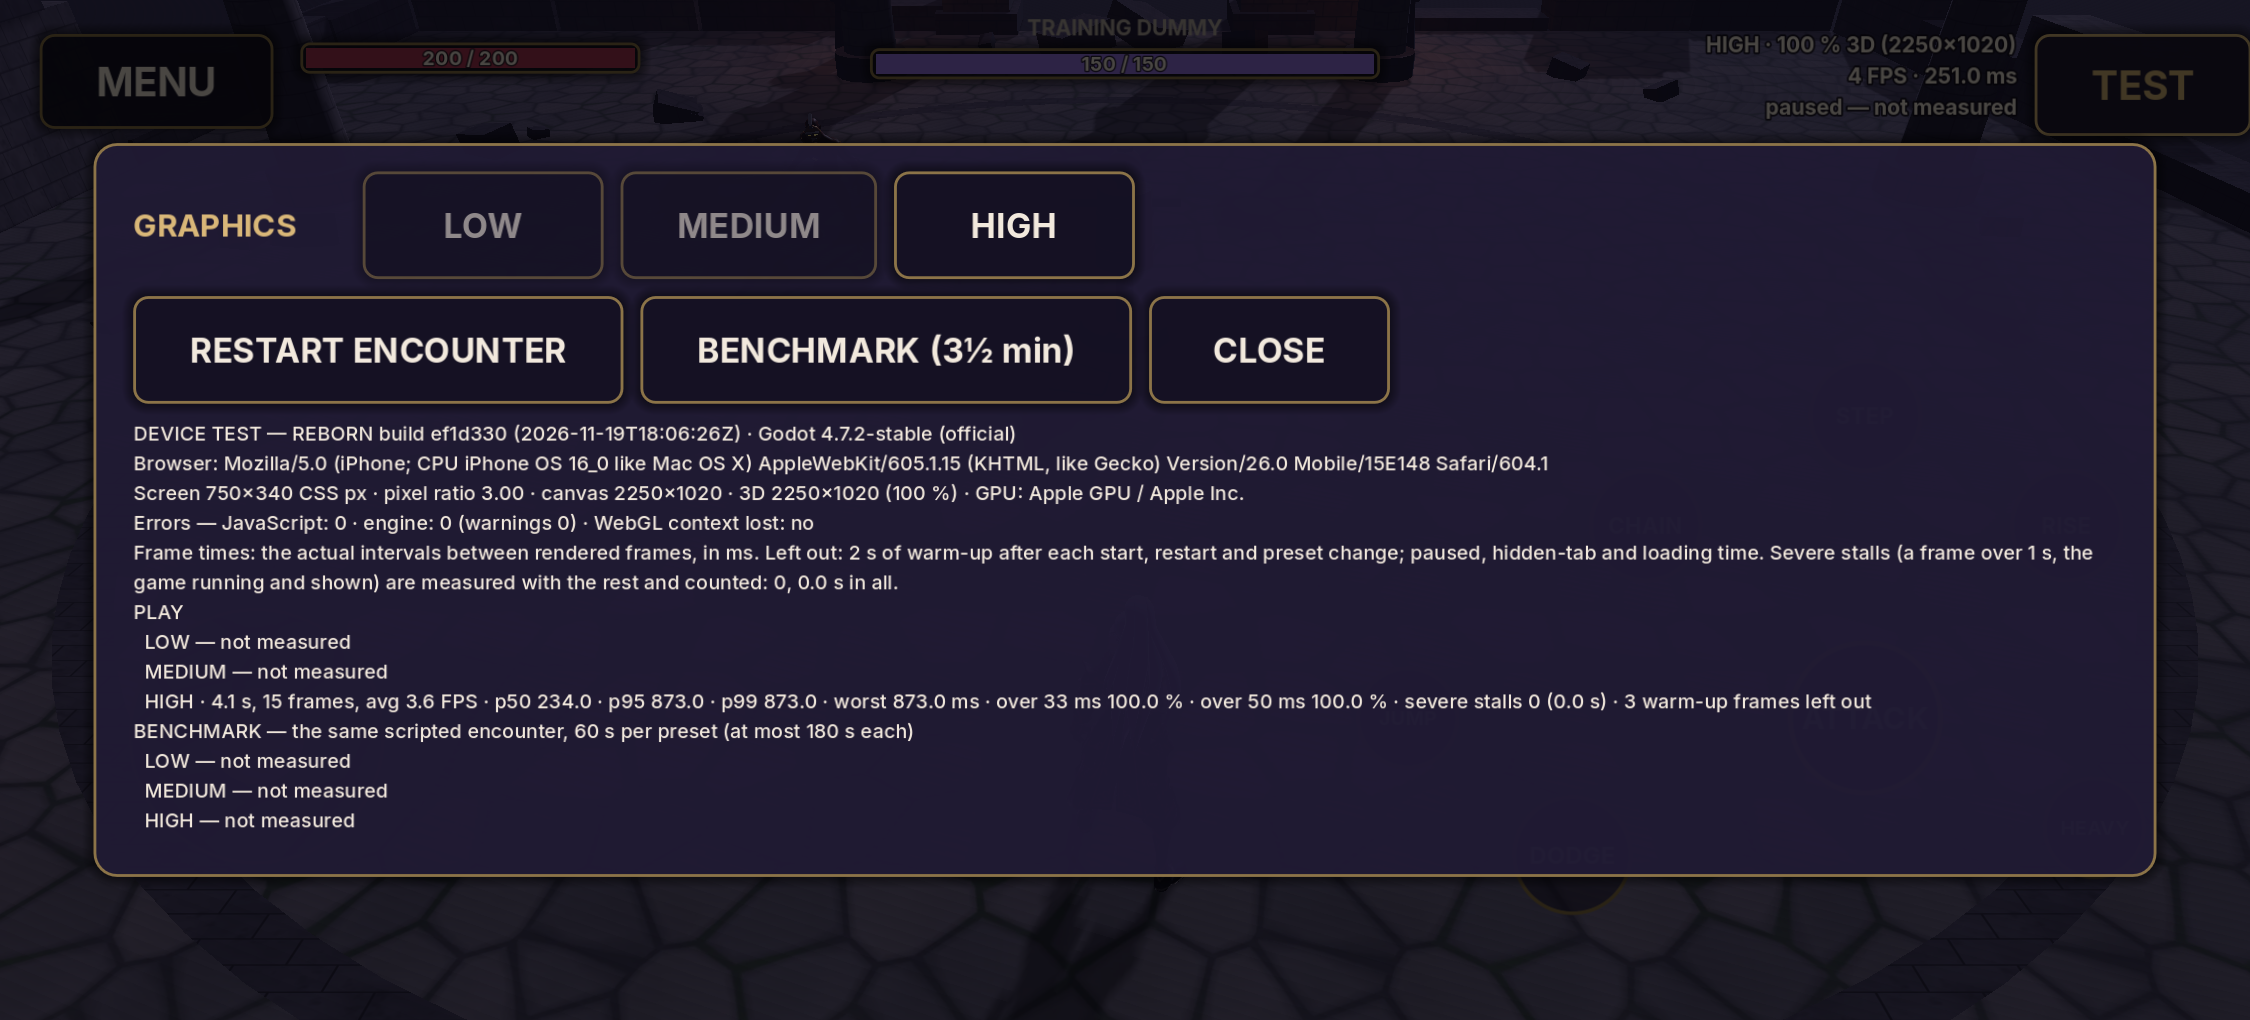 MENU
200 / 200
TRAINING DUMMY
150 / 150
HIGH · 100 % 3D (2250×1020)
4 FPS · 251.0 ms
paused — not measured
TEST
GRAPHICS
LOW
MEDIUM
HIGH
RESTART ENCOUNTER
BENCHMARK (3½ min)
CLOSE
DEVICE TEST — REBORN build ef1d330 (2026-11-19T18:06:26Z) · Godot 4.7.2-stable (official)
Browser: Mozilla/5.0 (iPhone; CPU iPhone OS 16_0 like Mac OS X) AppleWebKit/605.1.15 (KHTML, like Gecko) Version/26.0 Mobile/15E148 Safari/604.1
Screen 750×340 CSS px · pixel ratio 3.00 · canvas 2250×1020 · 3D 2250×1020 (100 %) · GPU: Apple GPU / Apple Inc.
Errors — JavaScript: 0 · engine: 0 (warnings 0) · WebGL context lost: no
Frame times: the actual intervals between rendered frames, in ms. Left out: 2 s of warm-up after each start, restart and preset change; paused, hidden-tab and loading time. Severe stalls (a frame over 1 s, the
game running and shown) are measured with the rest and counted: 0, 0.0 s in all.
PLAY
LOW — not measured
MEDIUM — not measured
HIGH · 4.1 s, 15 frames, avg 3.6 FPS · p50 234.0 · p95 873.0 · p99 873.0 · worst 873.0 ms · over 33 ms 100.0 % · over 50 ms 100.0 % · severe stalls 0 (0.0 s) · 3 warm-up frames left out
BENCHMARK — the same scripted encounter, 60 s per preset (at most 180 s each)
LOW — not measured
MEDIUM — not measured
HIGH — not measured